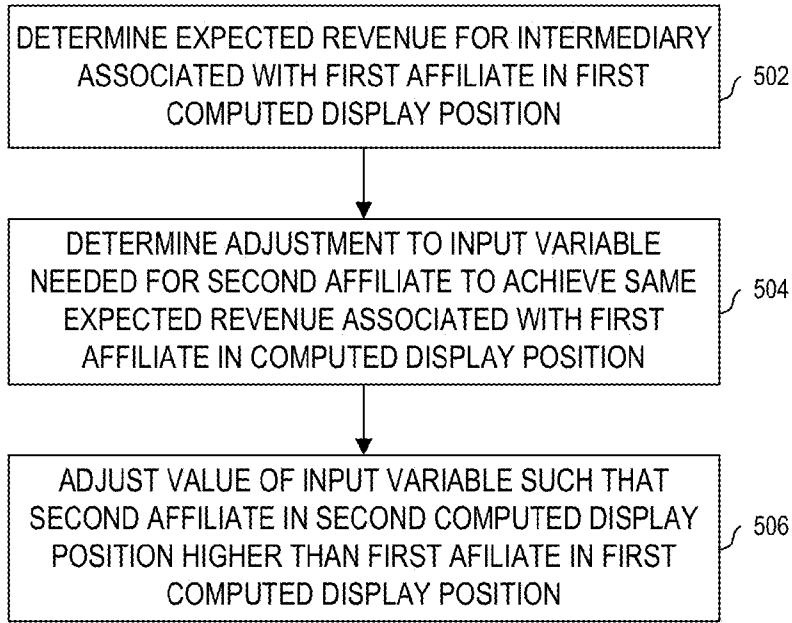 DETERMINE EXPECTED REVENUE FOR INTERMEDIARY
ASSOCIATED WITH FIRST AFFILIATE IN FIRST
COMPUTED DISPLAY POSITION
502
DETERMINE ADJUSTMENT TO INPUT VARIABLE
NEEDED FOR SECOND AFFILIATE TO ACHIEVE SAME
EXPECTED REVENUE ASSOCIATED WITH FIRST
AFFILIATE IN COMPUTED DISPLAY POSITION
504
ADJUST VALUE OF INPUT VARIABLE SUCH THAT
SECOND AFFILIATE IN SECOND COMPUTED DISPLAY
POSITION HIGHER THAN FIRST AFILIATE IN FIRST
COMPUTED DISPLAY POSITION
506